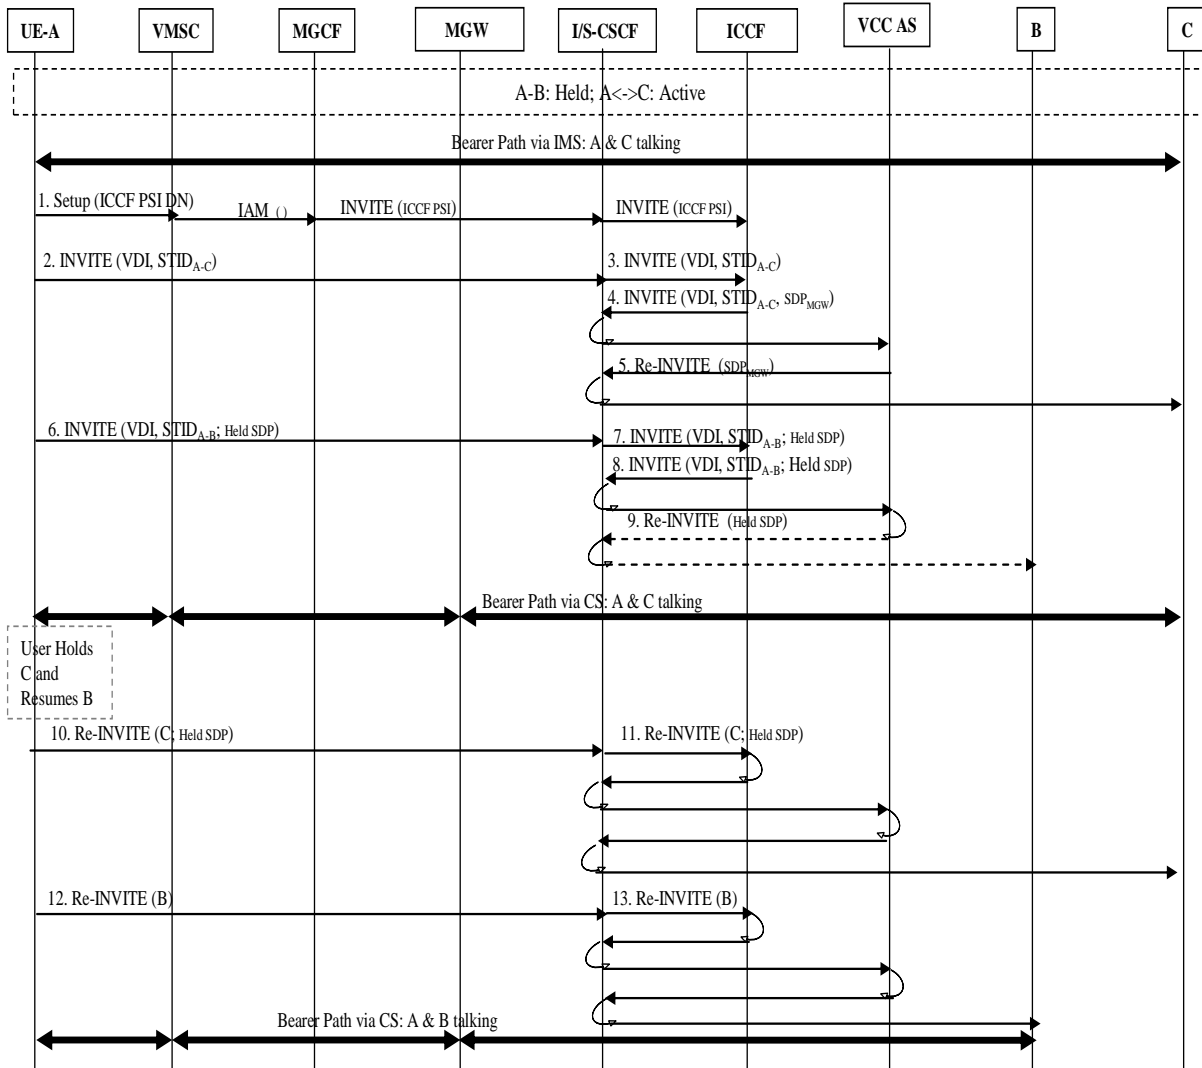 UE-A VMSC MGCF MGW I/S-CSCF ICCF VCC AS B C
A-B: Held; A<->C: Active
Bearer Path via IMS: A & C talking
1. Setup (ICCF PSI DN)
IAM ( )
INVITE (ICCF PSI)
INVITE (ICCF PSI)
2. INVITE (VDI, STIDA-C)
3. INVITE (VDI, STIDA-C)
4. INVITE (VDI, STIDA-C, SDPMGW)
5. Re-INVITE (SDPMGW)
6. INVITE (VDI, STIDA-B; Held SDP)
7. INVITE (VDI, STIDA-B; Held SDP)
8. INVITE (VDI, STIDA-B; Held SDP)
9. Re-INVITE (Held SDP)
Bearer Path via CS: A & C talking
User Holds
C and
Resumes B
10. Re-INVITE (C; Held SDP)
11. Re-INVITE (C; Held SDP)
12. Re-INVITE (B)
13. Re-INVITE (B)
Bearer Path via CS: A & B talking